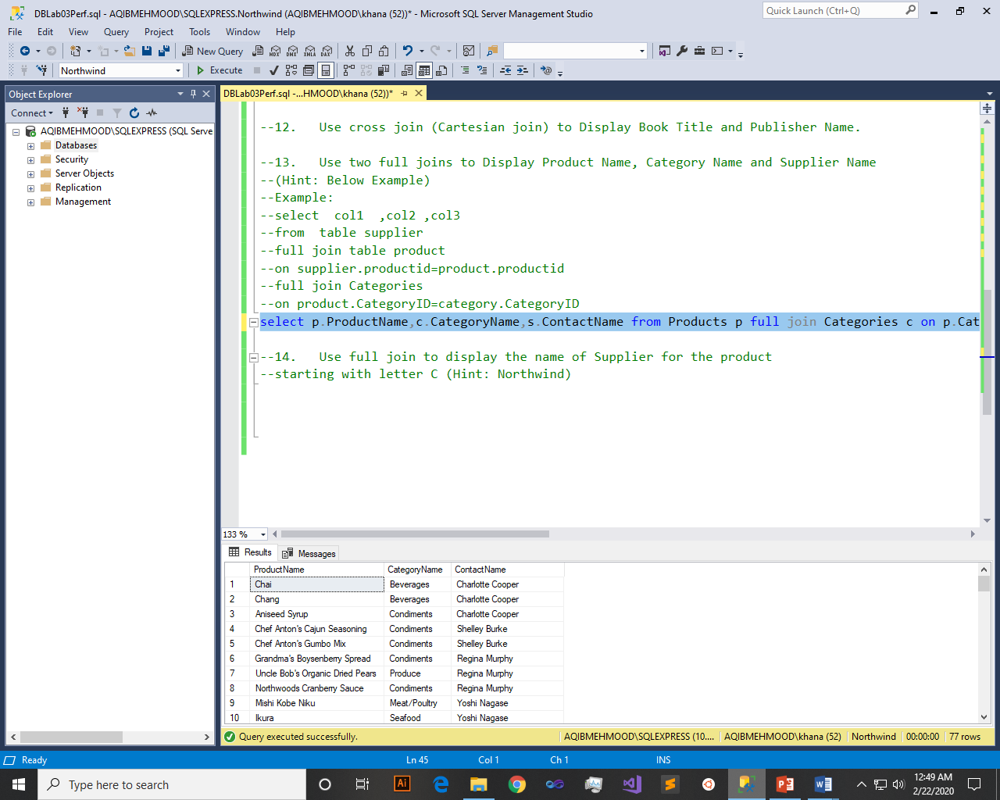 DBLab03Perf.sql - AQIBMEHMOOD\SQLEXPRESS.Northwind (AQIBMEHMOOD\khana (52))* - Microsoft SQL Server Management Studio
Quick Launch (Ctrl+Q)
File Edit View Query Project Tools Window Help
New Query
MDX DMX XMLA DAX
Northwind
Execute
Object Explorer
DBLab03Perf.sql -...HMOOD\khana (52))*
Connect
AQIBMEHMOOD\SQLEXPRESS (SQL Serve
Databases
Security
Server Objects
Replication
Management
--12. Use cross join (Cartesian join) to Display Book Title and Publisher Name.
--13. Use two full joins to Display Product Name, Category Name and Supplier Name
--(Hint: Below Example)
--Example:
--select col1 ,col2 ,col3
--from table supplier
--full join table product
--on supplier.productid=product.productid
--full join Categories
--on product.CategoryID=category.CategoryID
select p.ProductName,c.CategoryName,s.ContactName from Products p full join Categories c on p.Cat
--14. Use full join to display the name of Supplier for the product
--starting with letter C (Hint: Northwind)
133 %
Results Messages
ProductName CategoryName ContactName
1 Chai Beverages Charlotte Cooper
2 Chang Beverages Charlotte Cooper
3 Aniseed Syrup Condiments Charlotte Cooper
4 Chef Anton's Cajun Seasoning Condiments Shelley Burke
5 Chef Anton's Gumbo Mix Condiments Shelley Burke
6 Grandma's Boysenberry Spread Condiments Regina Murphy
7 Uncle Bob's Organic Dried Pears Produce Regina Murphy
8 Northwoods Cranberry Sauce Condiments Regina Murphy
9 Mishi Kobe Niku Meat/Poultry Yoshi Nagase
10 Ikura Seafood Yoshi Nagase
Query executed successfully. AQIBMEHMOOD\SQLEXPRESS (10.... AQIBMEHMOOD\khana (52) Northwind 00:00:00 77 rows
Ready Ln 45 Col 1 Ch 1 INS
Type here to search
Ai
12:49 AM
2/22/2020